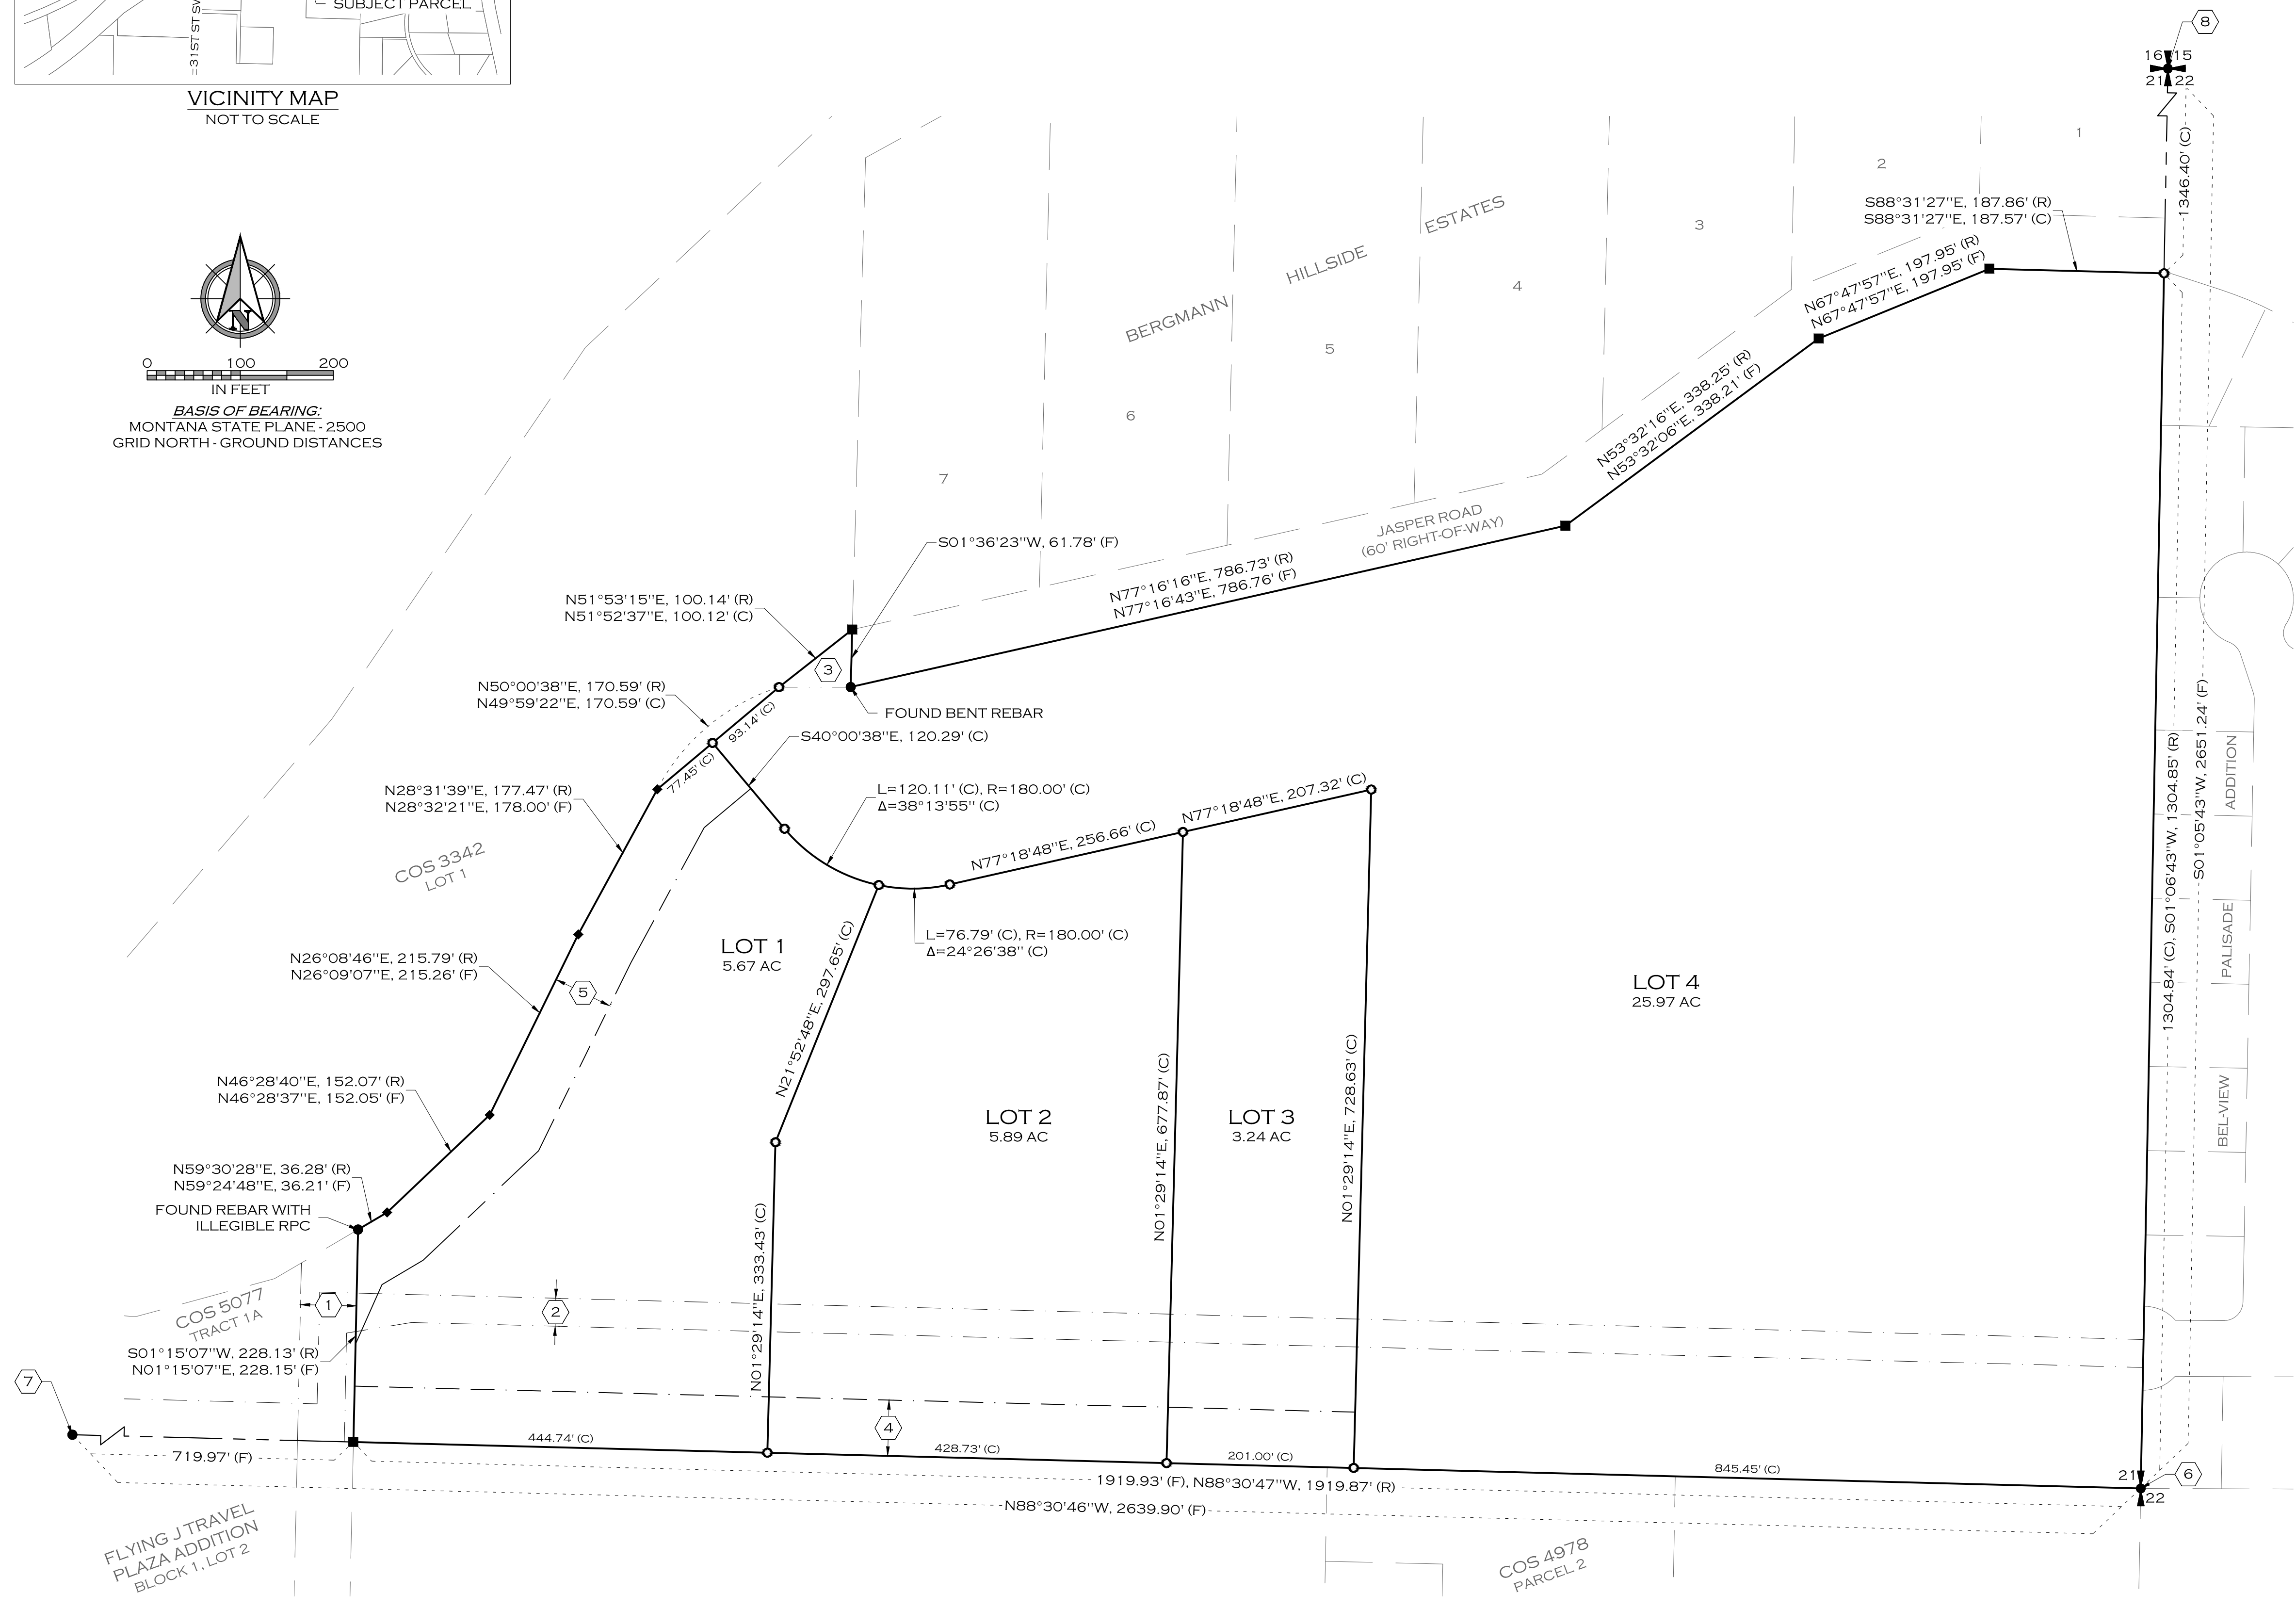 SUBJECT PARCEL
31ST ST SW
VICINITY MAP
NOT TO SCALE
8
16 15
21 22
1346.40' (C)
N
0 100 200
IN FEET
BASIS OF BEARING:
MONTANA STATE PLANE - 2500
GRID NORTH - GROUND DISTANCES
1
2
3
4
5
6
7
BERGMANN HILLSIDE ESTATES
S88°31'27"E, 187.86' (R)
S88°31'27"E, 187.57' (C)
N67°47'57"E, 197.95' (R)
N67°47'57"E, 197.95' (F)
N53°32'16"E, 338.25' (R)
N53°32'06"E, 338.21' (F)
JASPER ROAD
(60' RIGHT-OF-WAY)
N77°16'16"E, 786.73' (R)
N77°16'43"E, 786.76' (F)
S01°36'23"W, 61.78' (F)
N51°53'15"E, 100.14' (R)
N51°52'37"E, 100.12' (C)
3
N50°00'38"E, 170.59' (R)
N49°59'22"E, 170.59' (C)
FOUND BENT REBAR
93.14' (C)
77.45' (C)
S40°00'38"E, 120.29' (C)
N28°31'39"E, 177.47' (R)
N28°32'21"E, 178.00' (F)
L=120.11' (C), R=180.00' (C)
Δ=38°13'55" (C)
N77°18'48"E, 256.66' (C)
N77°18'48"E, 207.32' (C)
COS 3342
LOT 1
L=76.79' (C), R=180.00' (C)
Δ=24°26'38" (C)
LOT 1
5.67 AC
N26°08'46"E, 215.79' (R)
N26°09'07"E, 215.26' (F)
5
N21°52'48"E, 297.65' (C)
LOT 4
25.97 AC
1304.84' (C), S01°06'43"W, 1304.85' (R)
S01°05'43"W, 2651.24' (F)
BEL-VIEW PALISADE ADDITION
N46°28'40"E, 152.07' (R)
N46°28'37"E, 152.05' (F)
LOT 2
5.89 AC
LOT 3
3.24 AC
N01°29'14"E, 677.87' (C)
N01°29'14"E, 728.63' (C)
N59°30'28"E, 36.28' (R)
N59°24'48"E, 36.21' (F)
FOUND REBAR WITH
ILLEGIBLE RPC
N01°29'14"E, 333.43' (C)
COS 5077
TRACT 1A
1
2
S01°15'07"W, 228.13' (R)
N01°15'07"E, 228.15' (F)
7
4
719.97' (F)
444.74' (C)
428.73' (C)
201.00' (C)
845.45' (C)
1919.93' (F), N88°30'47"W, 1919.87' (R)
N88°30'46"W, 2639.90' (F)
21
22
6
FLYING J TRAVEL
PLAZA ADDITION
BLOCK 1, LOT 2
COS 4978
PARCEL 2